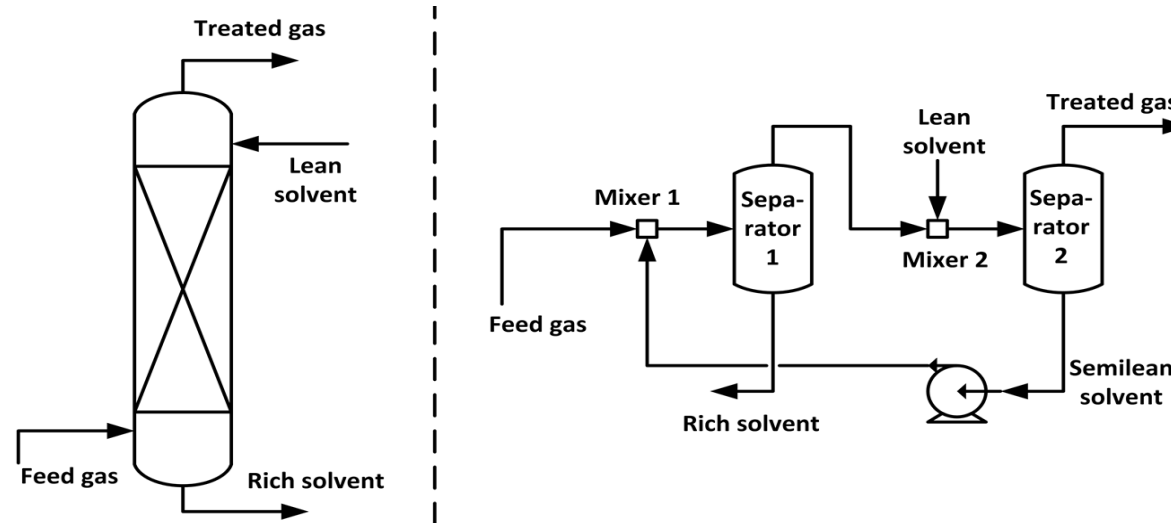 Treated gas
Lean
solvent
Feed gas
Rich solvent
Mixer 1
Sepa-
rator
1
Feed gas
Rich solvent
Lean
solvent
Mixer 2
Treated gas
Sepa-
rator
2
Semilean
solvent